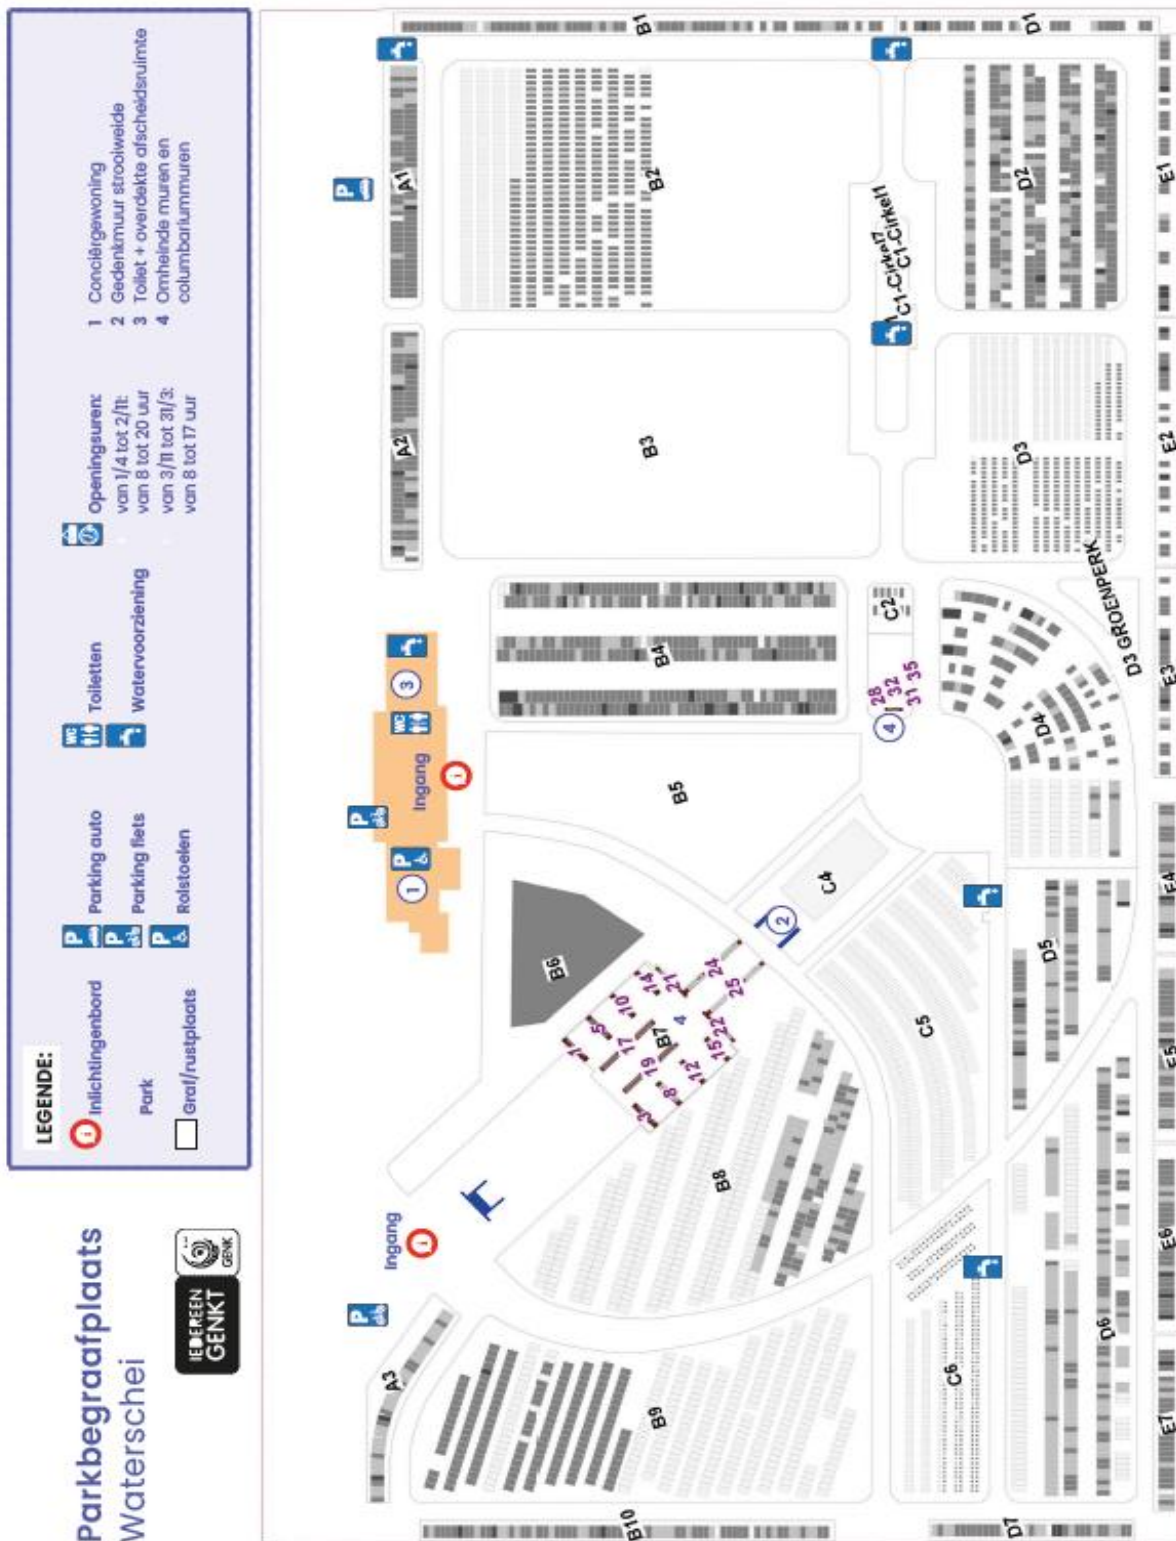 Parkbegraafplaats
Waterschei
IEDEREEN
GENKT
GENK
LEGENDE:
Inlichtingenbord
Park
Graf/rustplaats
Parking auto
Parking fiets
Rolstoelen
Toiletten
Watervoorziening
Openingsuren:
van 1/4 tot 2/11:
van 8 tot 20 uur
van 3/11 tot 31/3:
van 8 tot 17 uur
1 Conciërgewoning
2 Gedenkmuur strooiweide
3 Toilet + overdekte afscheidsruimte
4 Omheinde muren en
columbariummuren
A3
Ingang
1
Ingang
WC
3
A2
A1
P
B10
B9
B8
B7
B6
B5
B4
B3
B2
B1
1
5
10
14
21
24
17
19
4
25
3
8
12
15
22
2
C6
C5
C4
4
28
32
31
35
C2
C1-Cirkel7
C1-Cirkel1
D7
D6
D5
D4
D3 GROENPERK
D3
D2
D1
E7
E6
E5
E4
E3
E2
E1